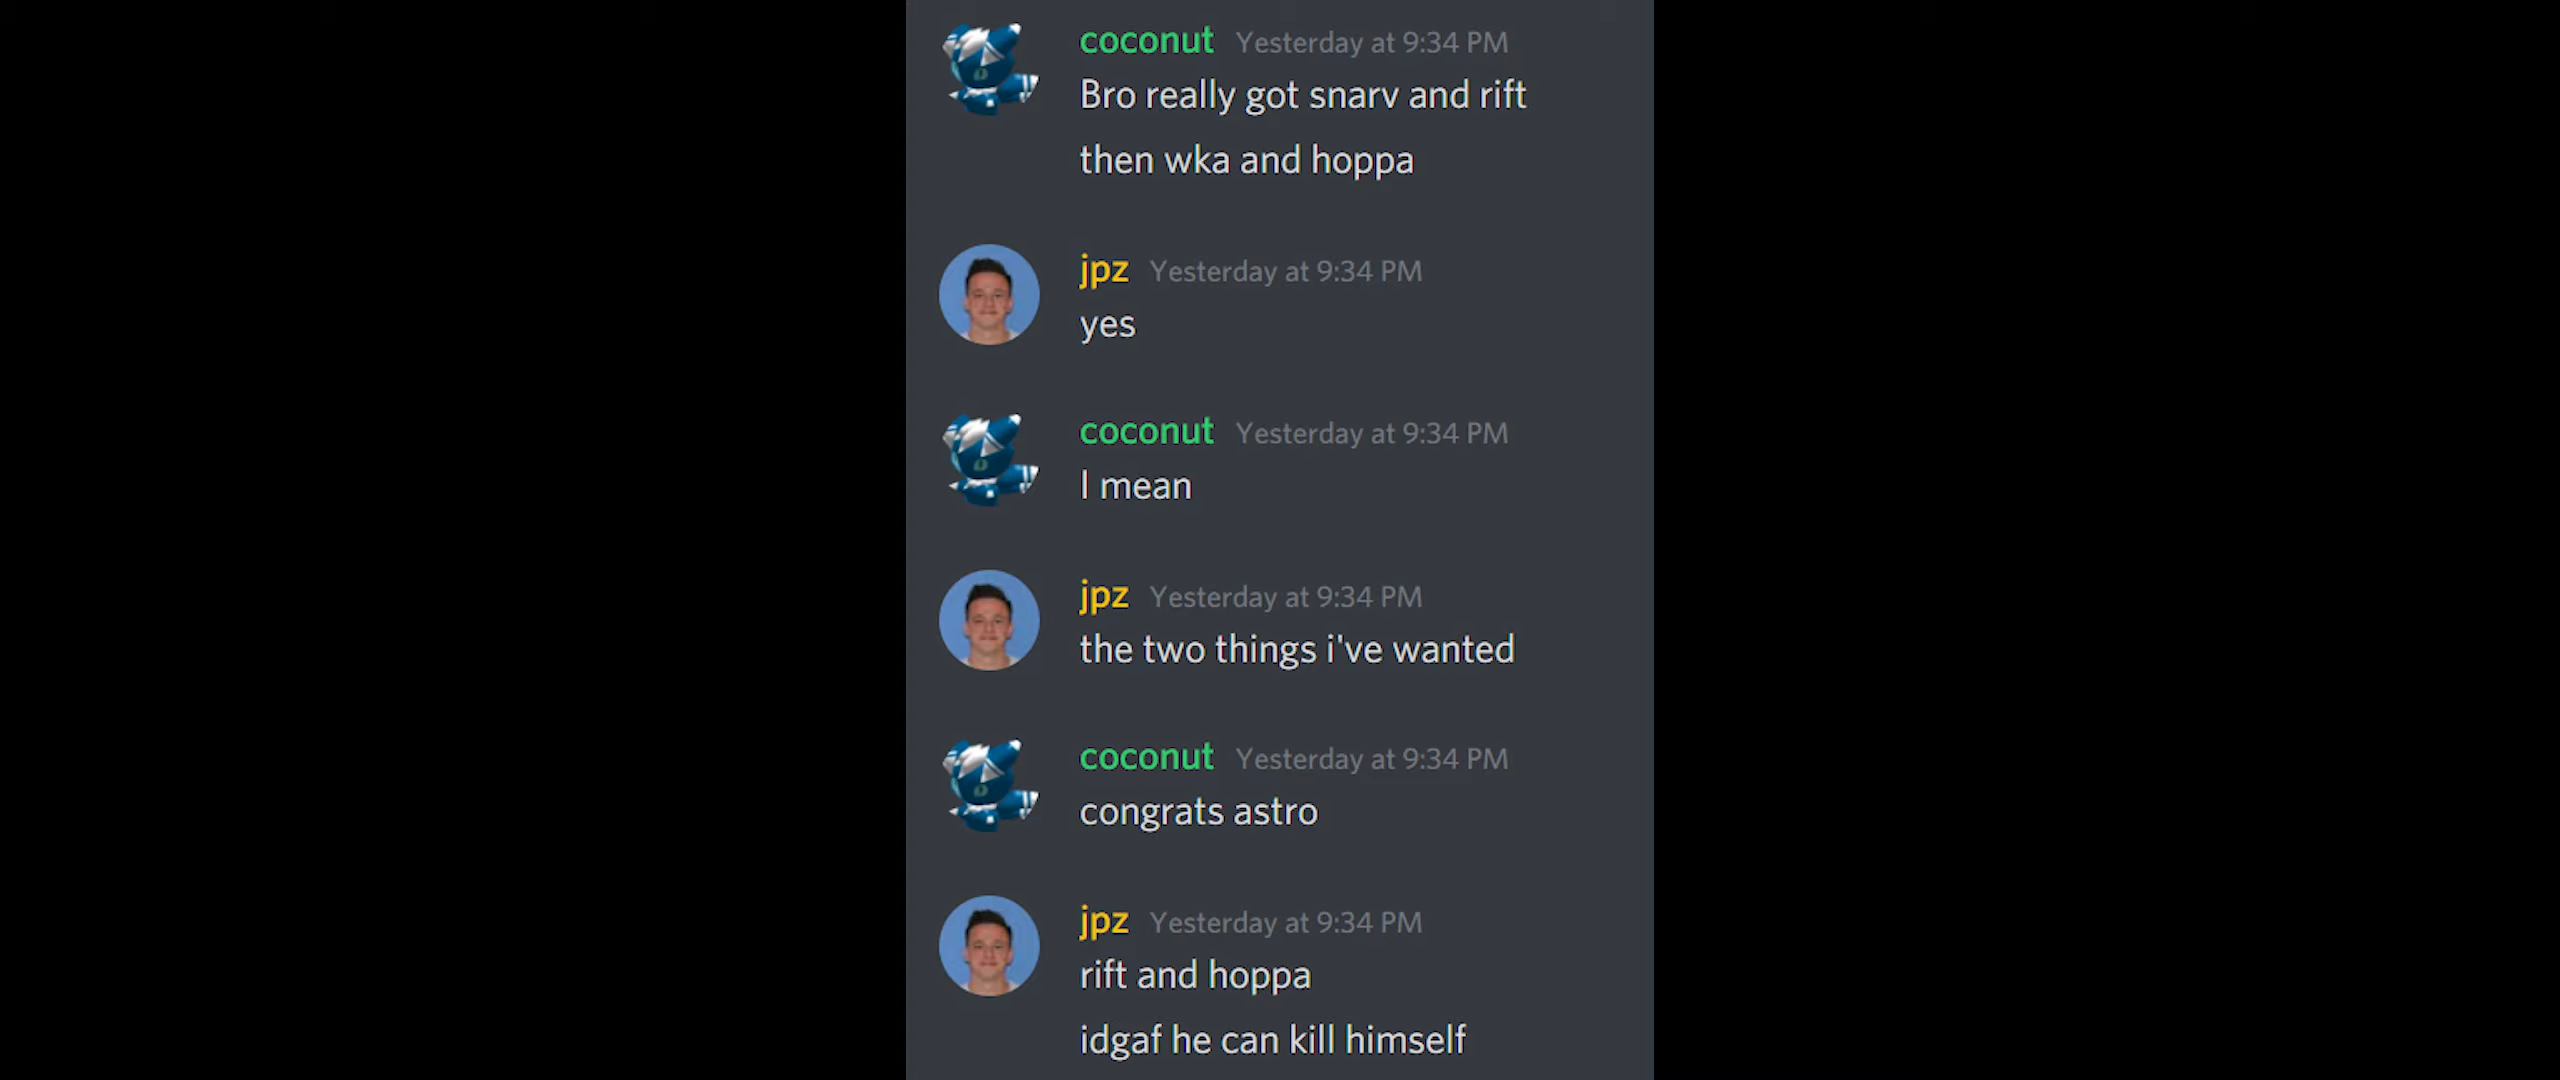 coconut Yesterday at 9:34 PM
Bro really got snarv and rift
then wka and hoppa
jpz Yesterday at 9:34 PM
yes
coconut Yesterday at 9:34 PM
I mean
jpz Yesterday at 9:34 PM
the two things i've wanted
coconut Yesterday at 9:34 PM
congrats astro
jpz Yesterday at 9:34 PM
rift and hoppa
idgaf he can kill himself